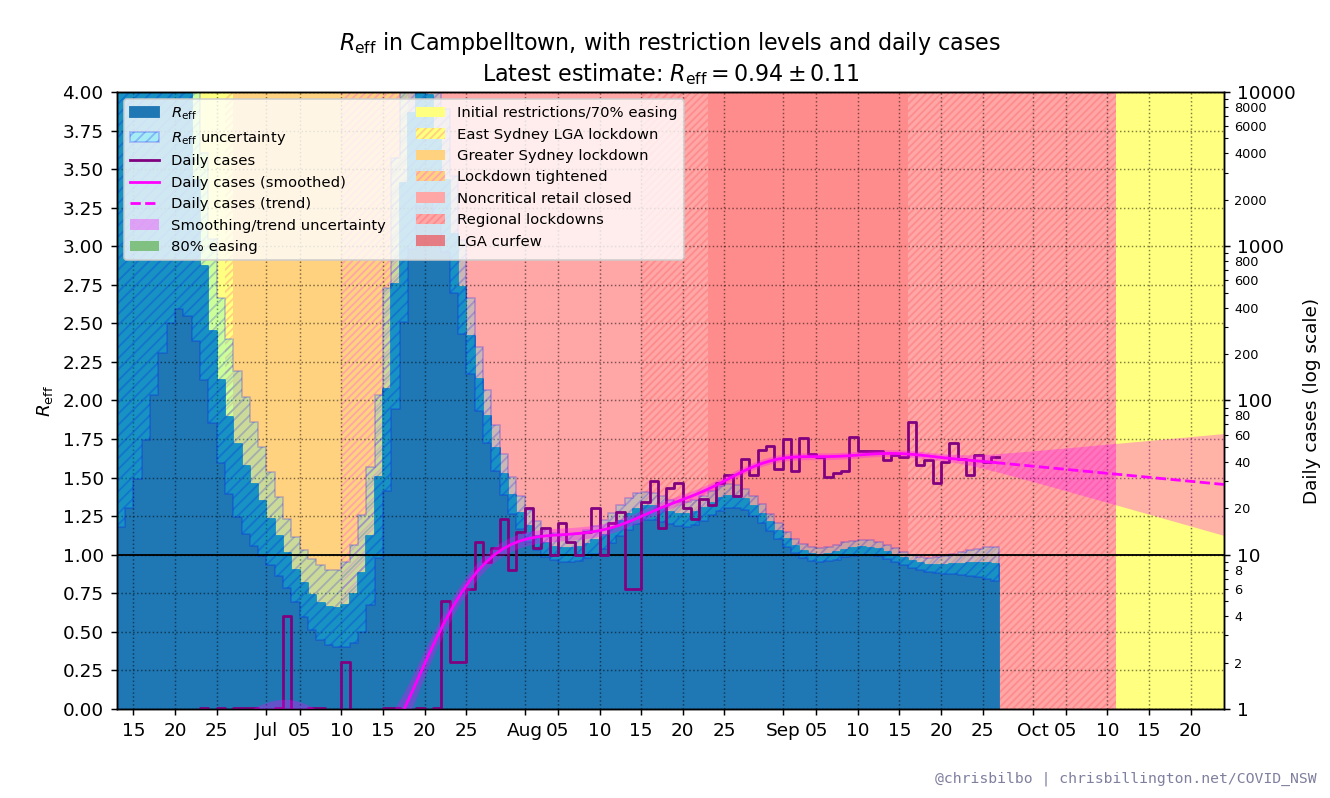 R_eff in Campbelltown, with restriction levels and daily cases
Latest estimate: R_eff = 0.94 ± 0.11
R_eff
R_eff uncertainty
Daily cases
Daily cases (smoothed)
Daily cases (trend)
Smoothing/trend uncertainty
80% easing
Initial restrictions/70% easing
East Sydney LGA lockdown
Greater Sydney lockdown
Lockdown tightened
Noncritical retail closed
Regional lockdowns
LGA curfew
R_eff
4.00
3.75
3.50
3.25
3.00
2.75
2.50
2.25
2.00
1.75
1.50
1.25
1.00
0.75
0.50
0.25
0.00
10000
8000
6000
4000
2000
1000
800
600
400
200
100
80
60
40
20
10
8
6
4
2
1
Daily cases (log scale)
15 20 25 Jul 05 10 15 20 25 Aug 05 10 15 20 25 Sep 05 10 15 20 25 Oct 05 10 15 20
@chrisbilbo | chrisbillington.net/COVID_NSW